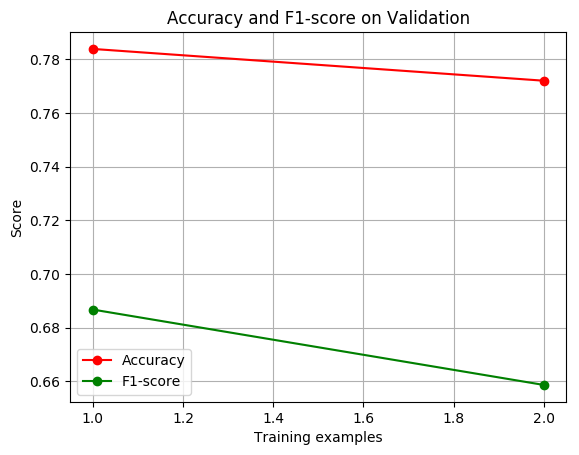 Accuracy and F1-score on Validation
0.78
0.76
0.74
0.72
0.70
0.68
0.66
Score
Accuracy
F1-score
1.0 1.2 1.4 1.6 1.8 2.0
Training examples